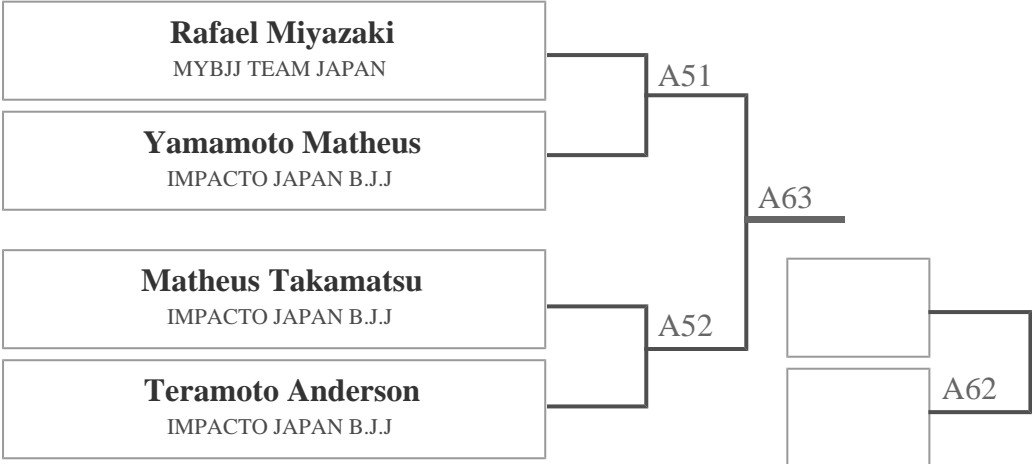 Rafael Miyazaki
MYBJJ TEAM JAPAN
A51
Yamamoto Matheus
IMPACTO JAPAN B.J.J
A63
Matheus Takamatsu
IMPACTO JAPAN B.J.J
A52
Teramoto Anderson
IMPACTO JAPAN B.J.J
A62